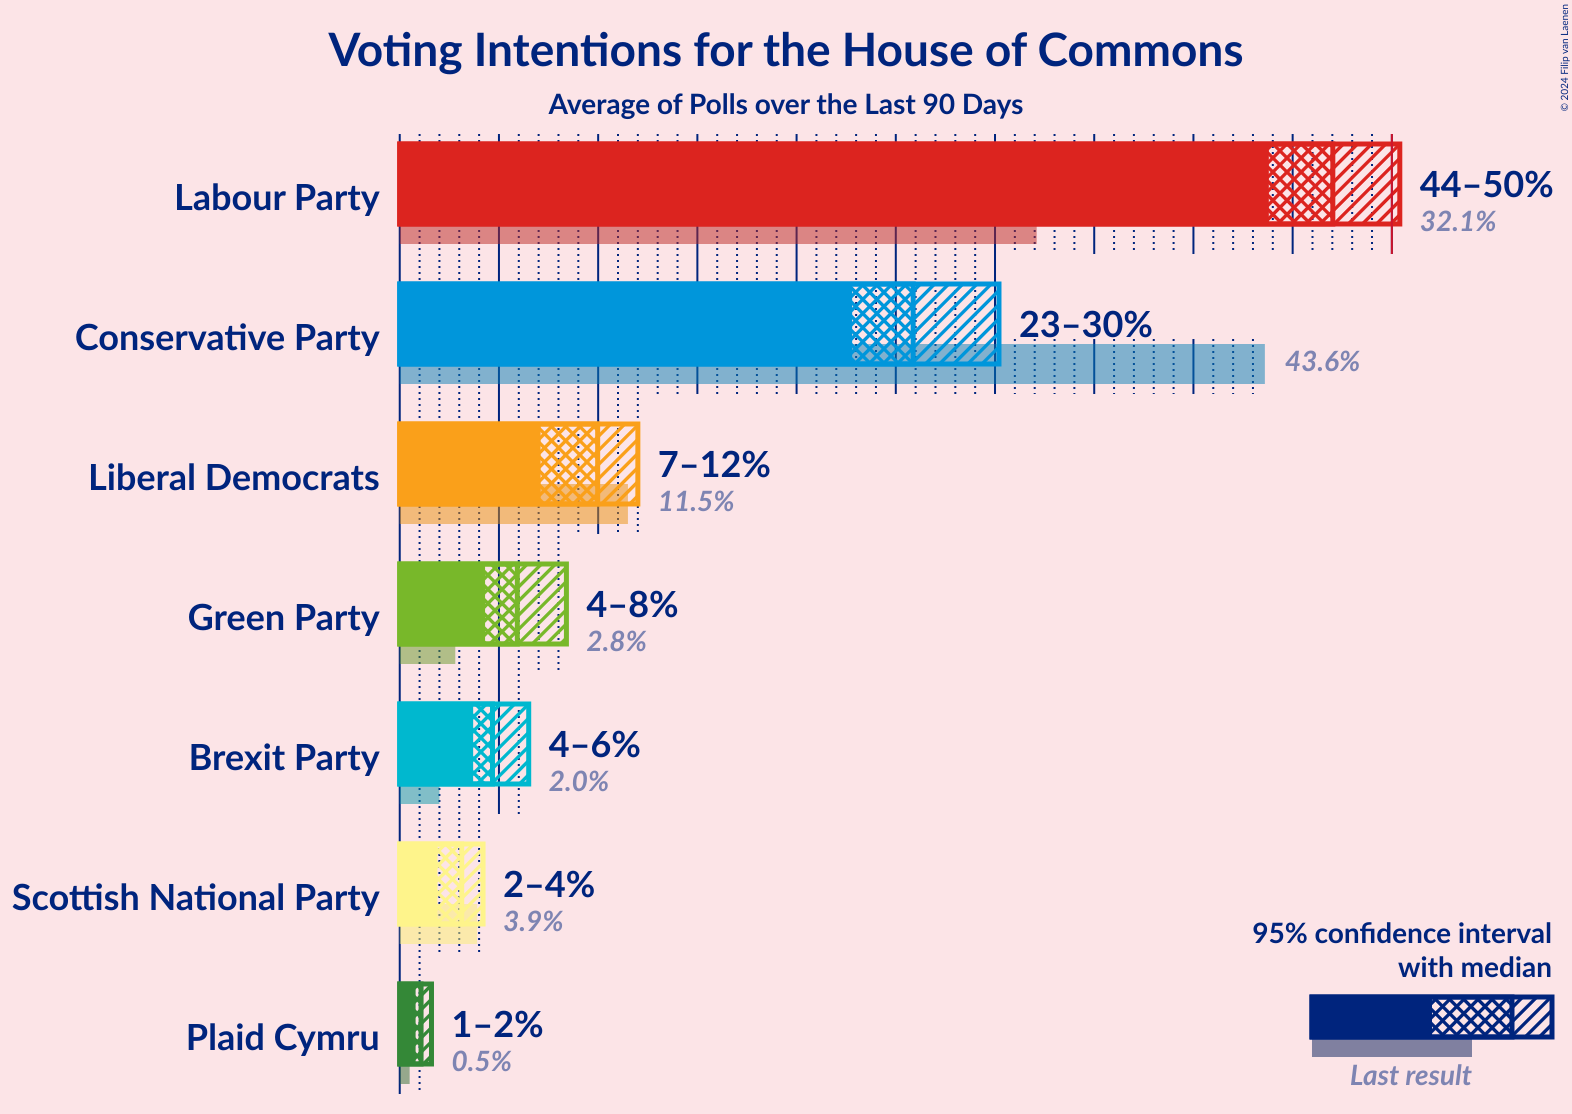 Voting Intentions for the House of Commons
Average of Polls over the Last 90 Days
© 2024 Filip van Laenen
Labour Party
44–50%
32.1%
Conservative Party
23–30%
43.6%
Liberal Democrats
7–12%
11.5%
Green Party
4–8%
2.8%
Brexit Party
4–6%
2.0%
Scottish National Party
2–4%
3.9%
Plaid Cymru
1–2%
0.5%
95% confidence interval
with median
Last result